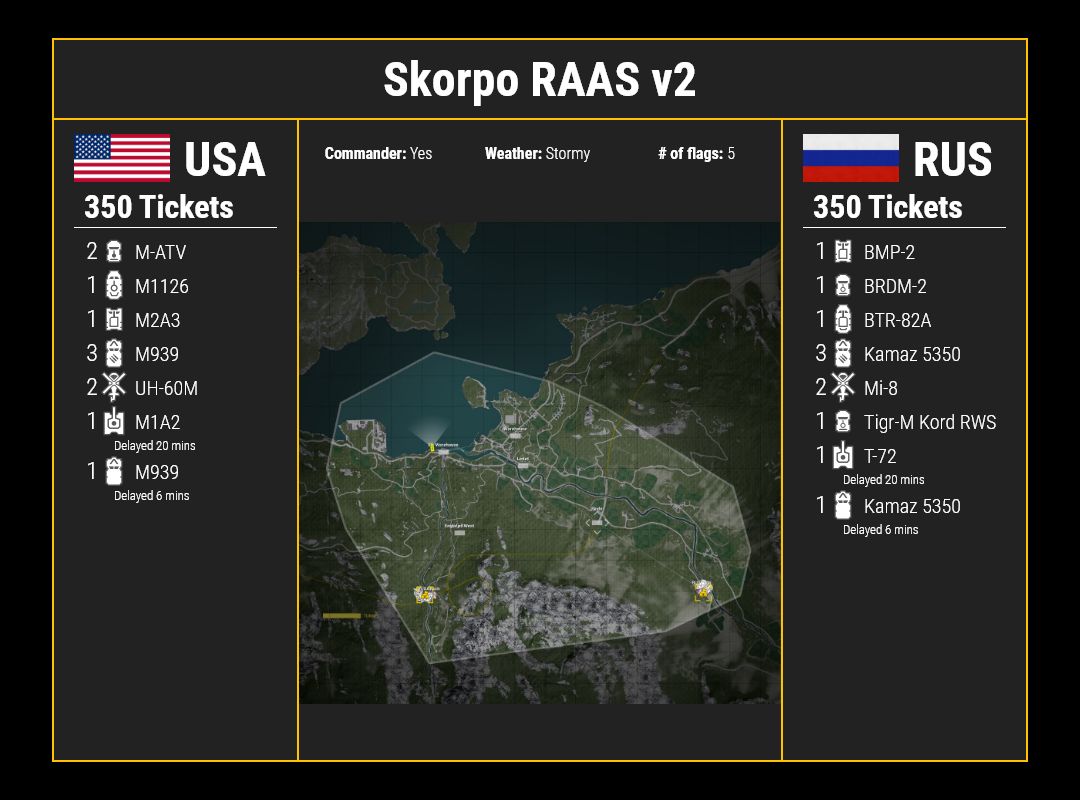 Skorpo RAAS v2
USA
350 Tickets
2 M-ATV
1 M1126
1 M2A3
3 M939
2 UH-60M
1 M1A2
Delayed 20 mins
1 M939
Delayed 6 mins
Commander: Yes
Weather: Stormy
# of flags: 5
RUS
350 Tickets
1 BMP-2
1 BRDM-2
1 BTR-82A
3 Kamaz 5350
2 Mi-8
1 Tigr-M Kord RWS
1 T-72
Delayed 20 mins
1 Kamaz 5350
Delayed 6 mins